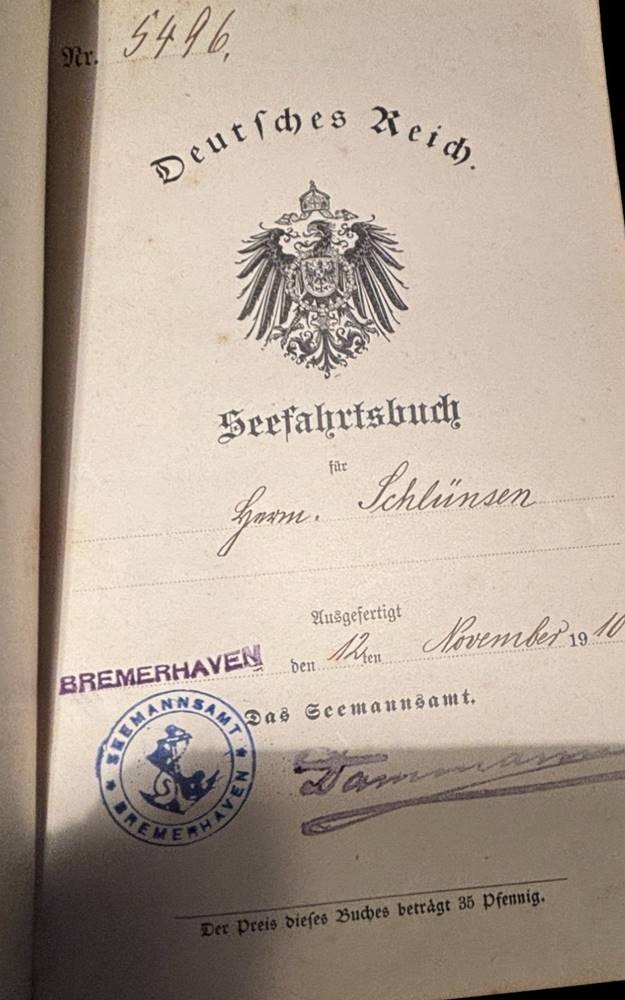 Nr. 5496.
Deutsches Reich.
Seefahrtsbuch
für
Herm. Schlünsen
Ausgefertigt
BREMERHAVEN den 12ten November 1910
Das Seemannsamt.
SEEMANNSAMT
BREMERHAVEN
Der Preis dieses Buches beträgt 35 Pfennig.